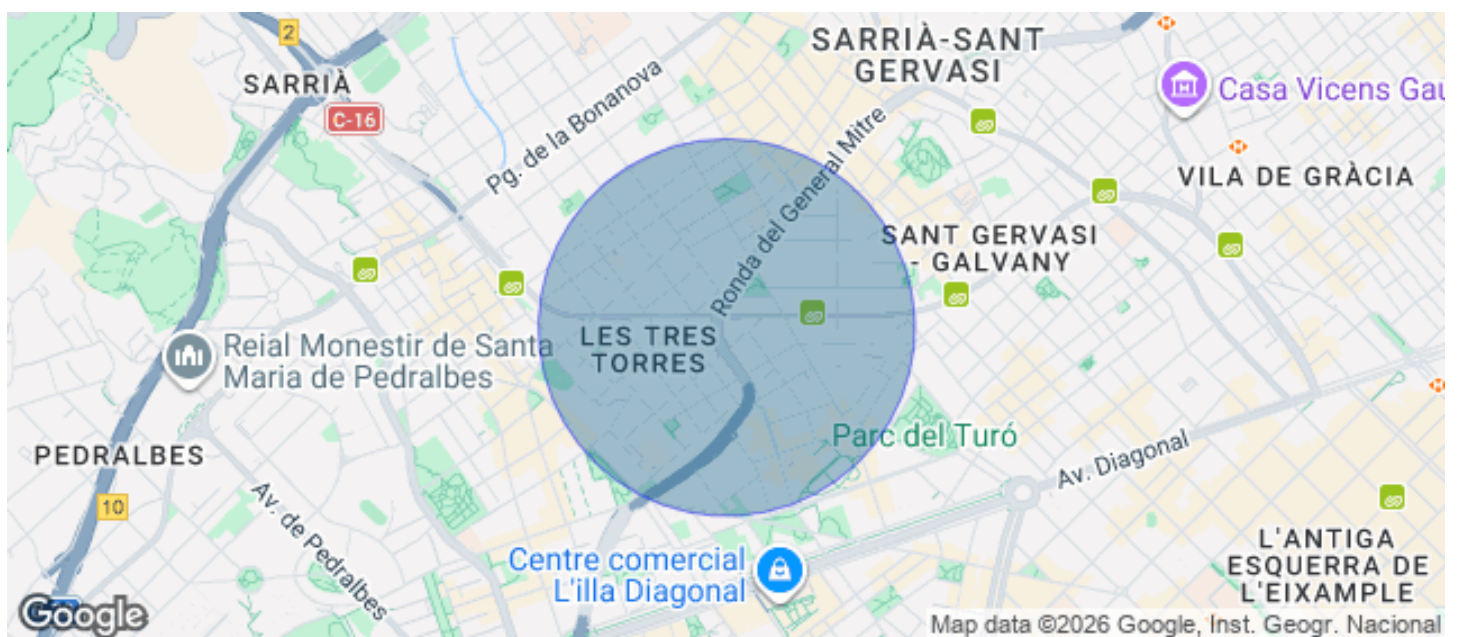 2
SARRIÀ-SANT
GERVASI
SARRIÀ
C-16
Pg. de la Bonanova
Casa Vicens Gau
Ronda del General Mitre
VILA DE GRÀCIA
SANT GERVASI
- GALVANY
LES TRES
TORRES
Reial Monestir de Santa
Maria de Pedralbes
Parc del Turó
PEDRALBES
Av. Diagonal
10
Av. de Pedralbes
L'ANTIGA
ESQUERRA DE
L'EIXAMPLE
Centre comercial
L'illa Diagonal
Google
Map data ©2026 Google, Inst. Geogr. Nacional